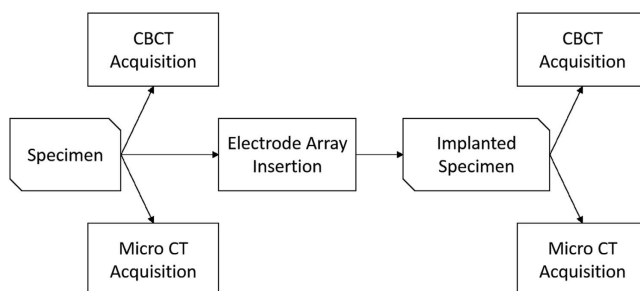 CBCT
Acquisition
CBCT
Acquisition
Specimen
Electrode Array
Insertion
Implanted
Specimen
Micro CT
Acquisition
Micro CT
Acquisition